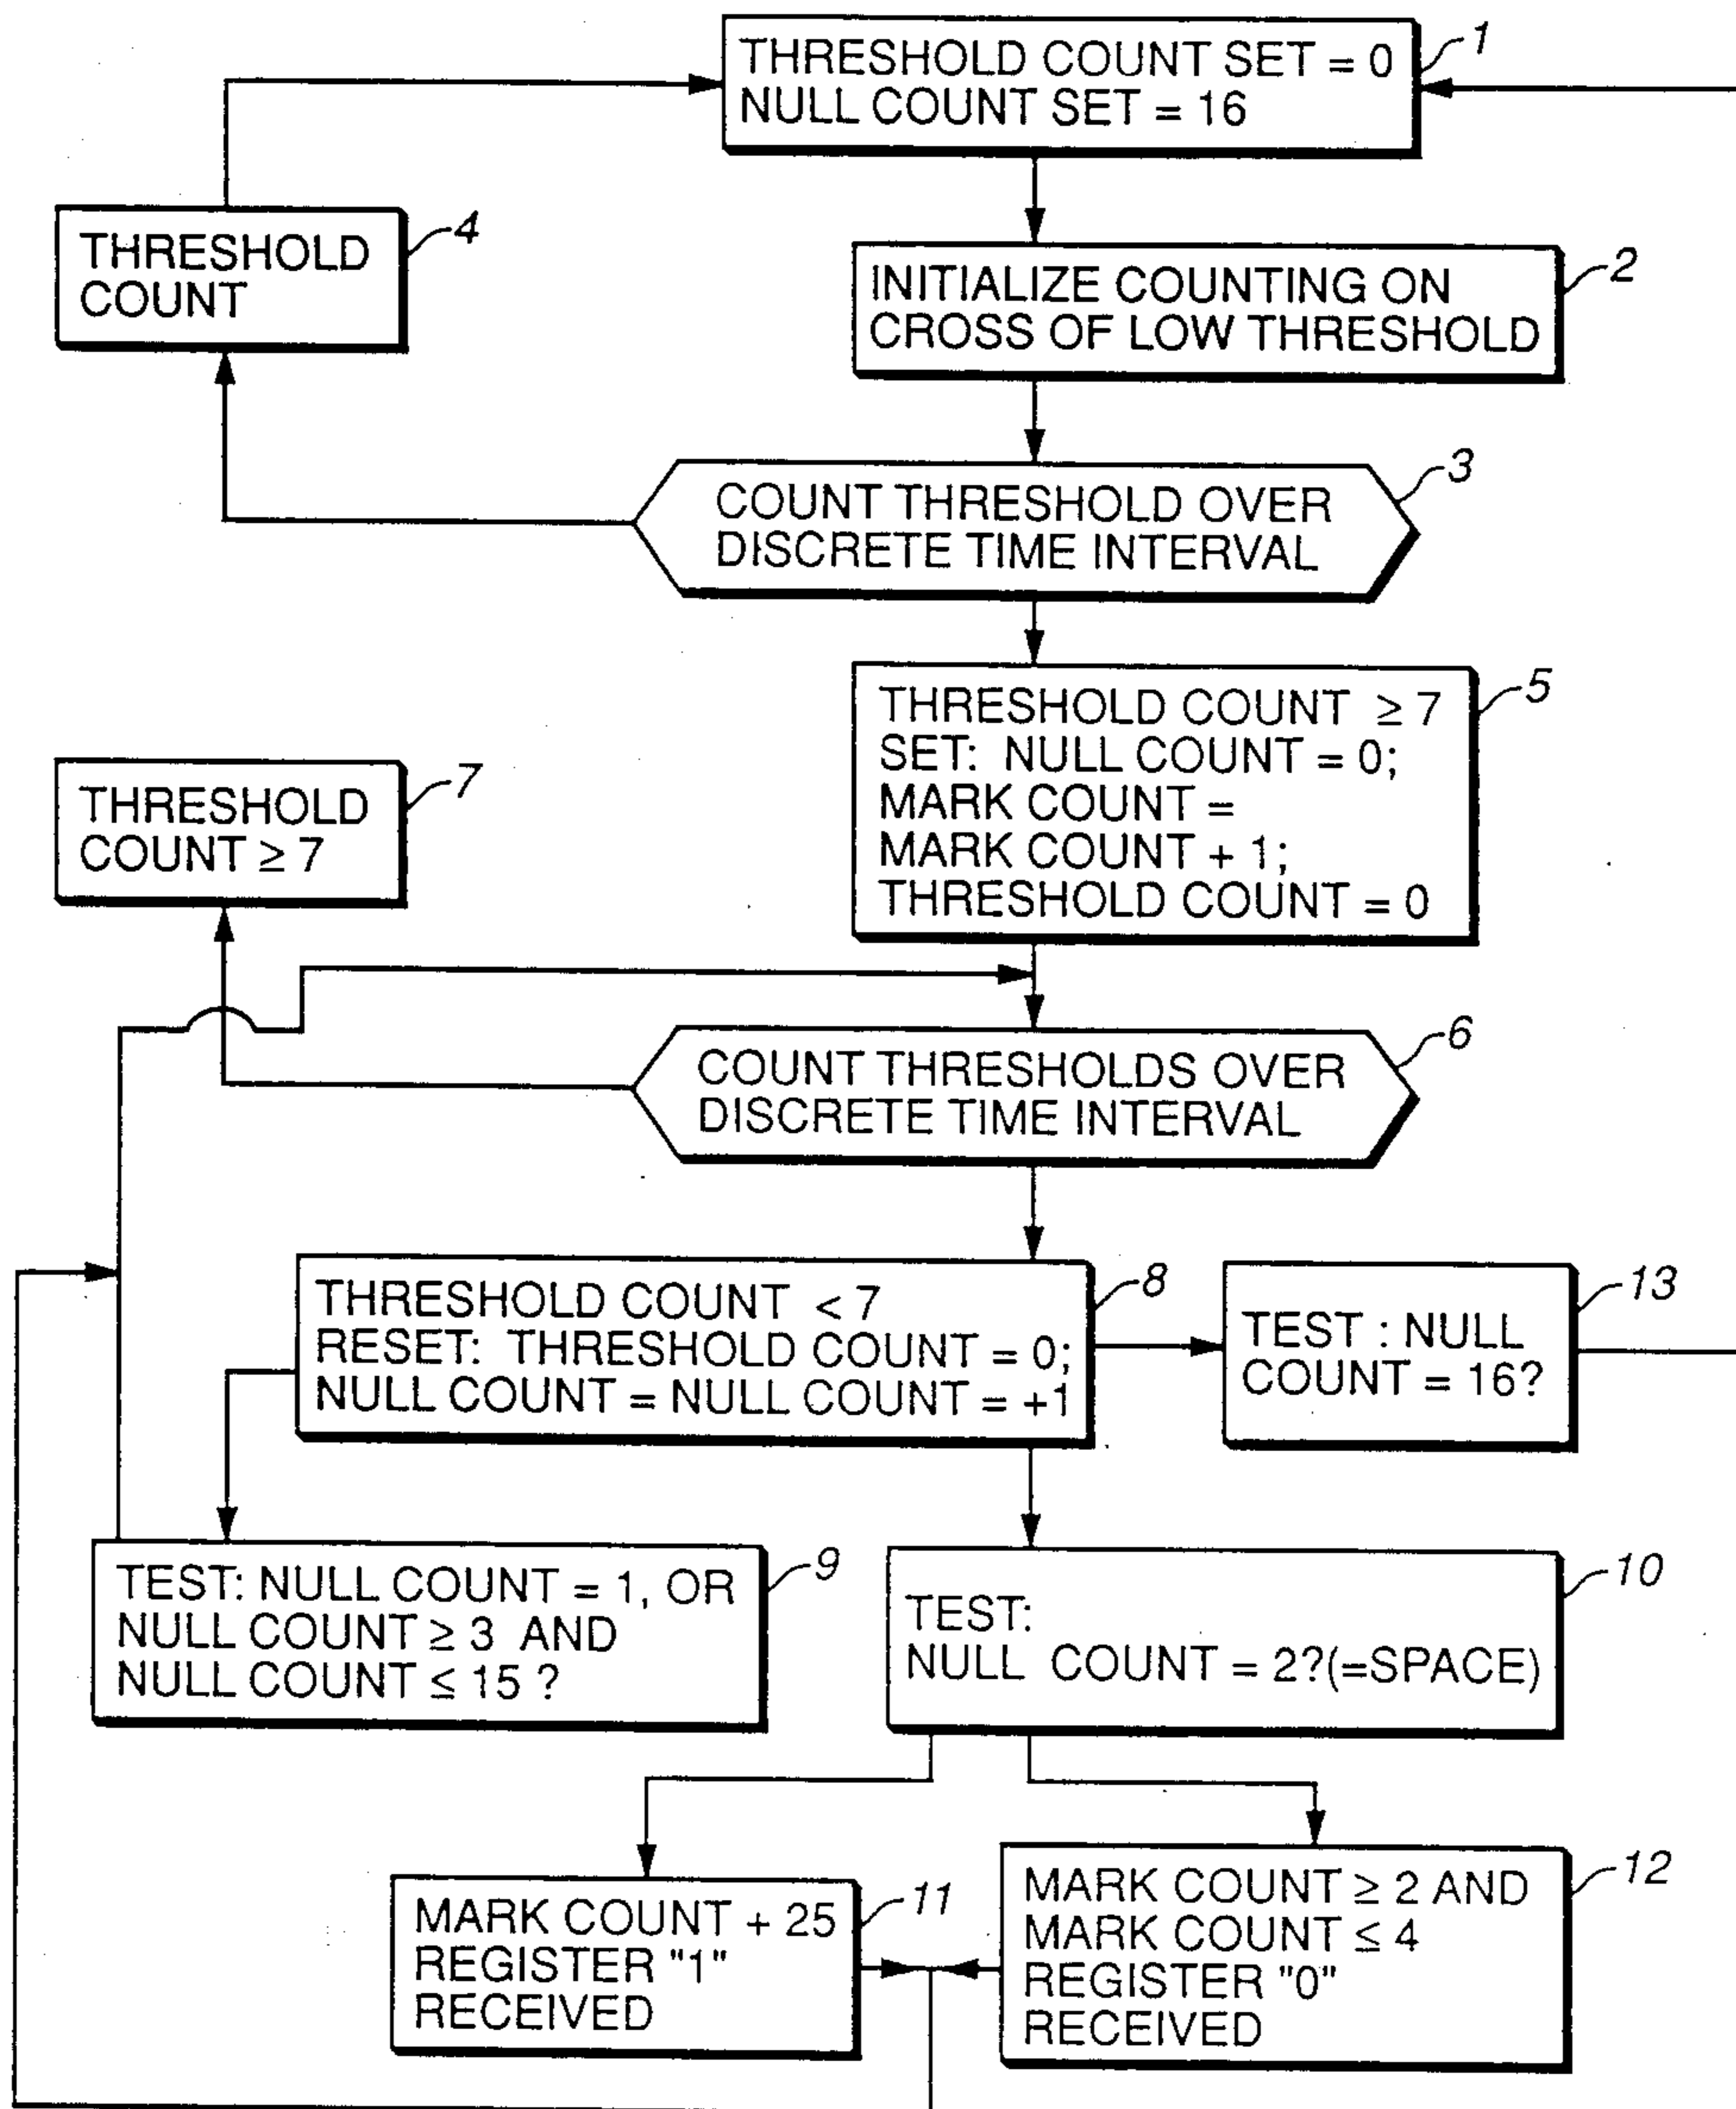 THRESHOLD COUNT SET = 0
NULL COUNT SET = 16
1
THRESHOLD
COUNT
4
INITIALIZE COUNTING ON
CROSS OF LOW THRESHOLD
2
COUNT THRESHOLD OVER
DISCRETE TIME INTERVAL
3
THRESHOLD COUNT ≥ 7
SET: NULL COUNT = 0;
MARK COUNT =
MARK COUNT + 1;
THRESHOLD COUNT = 0
5
THRESHOLD
COUNT ≥ 7
7
COUNT THRESHOLDS OVER
DISCRETE TIME INTERVAL
6
THRESHOLD COUNT < 7
RESET: THRESHOLD COUNT = 0;
NULL COUNT = NULL COUNT = +1
8
TEST : NULL
COUNT = 16?
13
TEST: NULL COUNT = 1, OR
NULL COUNT ≥ 3 AND
NULL COUNT ≤ 15 ?
9
TEST:
NULL COUNT = 2?(=SPACE)
10
MARK COUNT + 25
REGISTER "1"
RECEIVED
11
MARK COUNT ≥ 2 AND
MARK COUNT ≤ 4
REGISTER "0"
RECEIVED
12